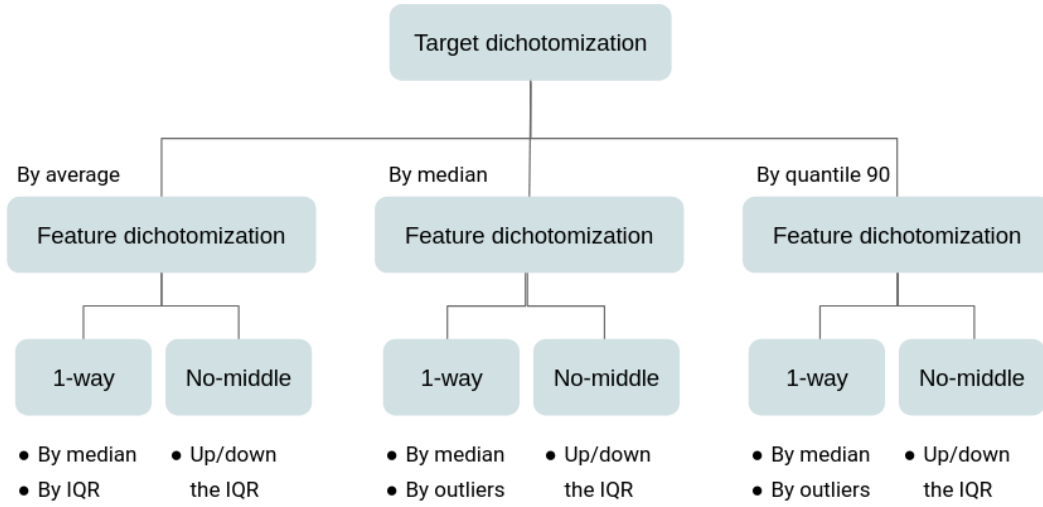 Target dichotomization
By average
By median
By quantile 90
Feature dichotomization
Feature dichotomization
Feature dichotomization
1-way
No-middle
1-way
No-middle
1-way
No-middle
● By median
● By IQR
● Up/down
the IQR
● By median
● By outliers
● Up/down
the IQR
● By median
● By outliers
● Up/down
the IQR